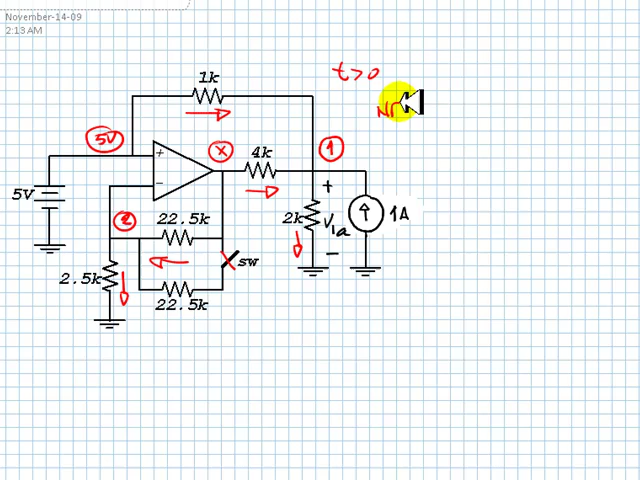 November-14-09
2:13 AM
t>0
1k
5V
+
X
4k
1
5V
−
+
2
22.5k
2k
V1a
1A
−
sw
2.5k
22.5k